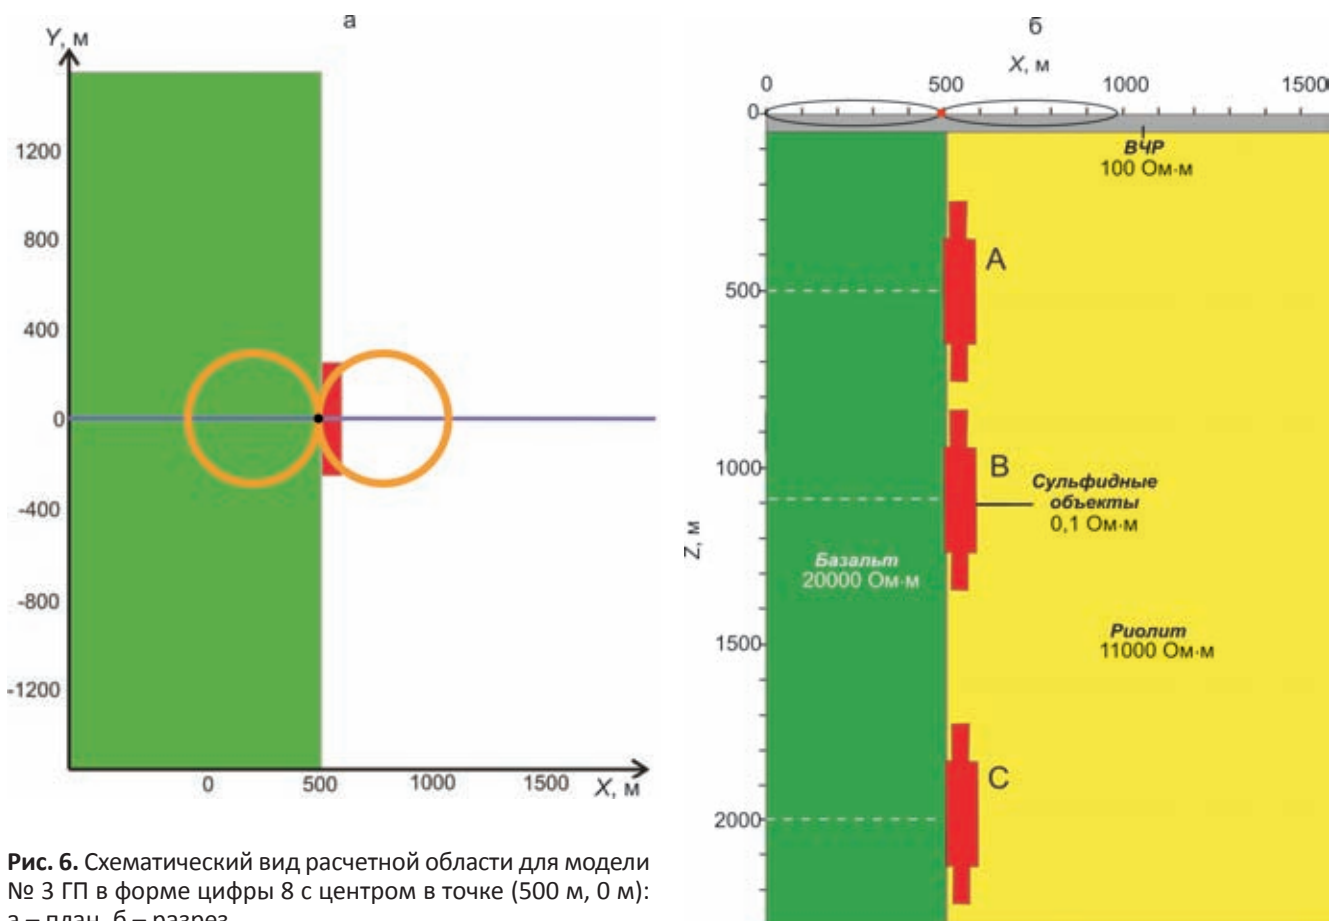 а
Y, м
1200
800
400
0
-400
-800
-1200
0 500 1000 1500 X, м
Рис. 6. Схематический вид расчетной области для модели
№ 3 ГП в форме цифры 8 с центром в точке (500 м, 0 м):
а – план, б – разрез
б
X, м
0 500 1000 1500
0
ВЧР
100 Ом·м
A
500
B
1000
Сульфидные
объекты
0,1 Ом·м
Z, м
Базальт
20000 Ом·м
1500
Риолит
11000 Ом·м
C
2000